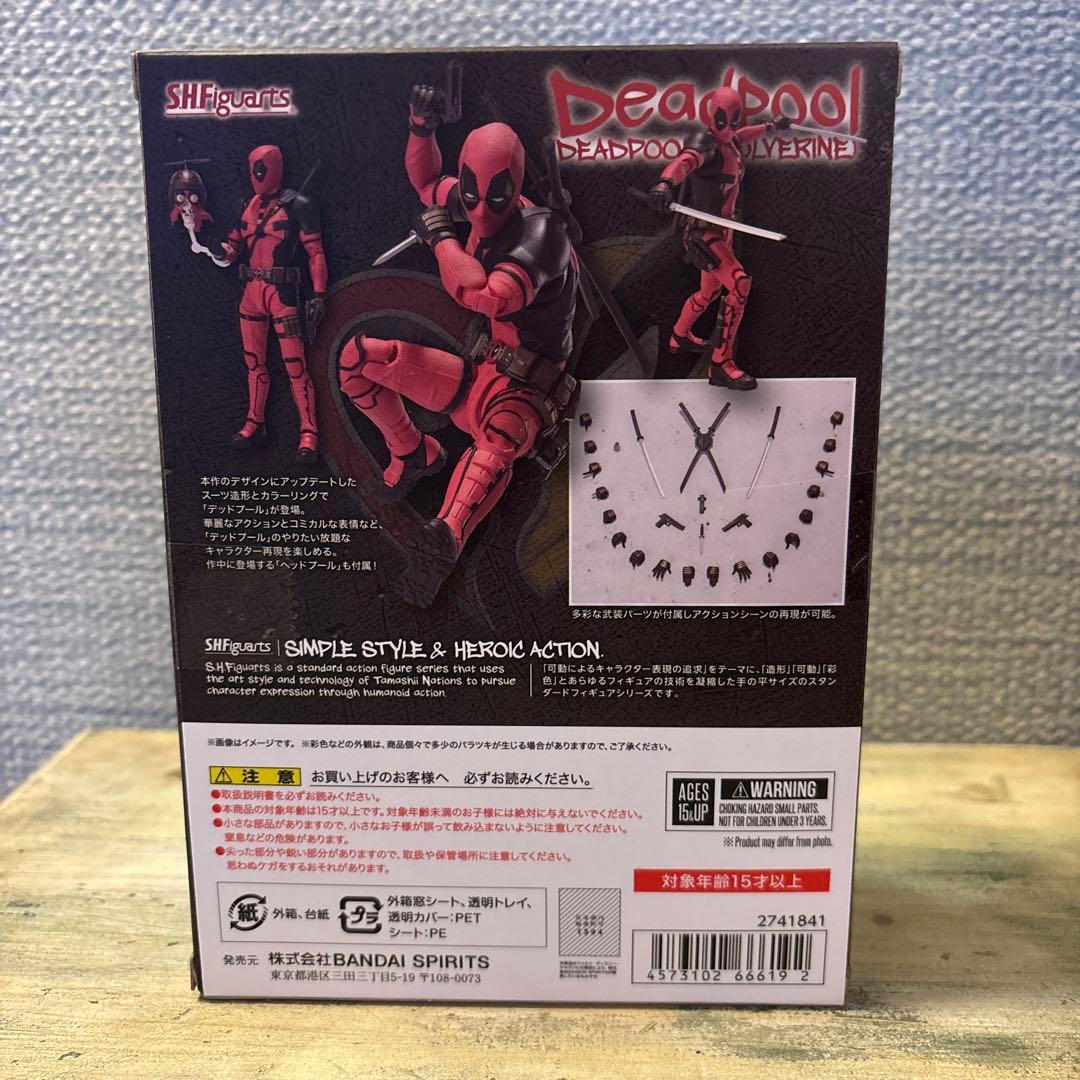 S.H.Figuarts
Deadpool
(DEADPOOL WOLVERINE)
本作のデザインにアップデートした
スーツ造形とカラーリングで
「デッドプール」が登場。
華麗なアクションとコミカルな表情など、
「デッドプール」のやりたい放題な
キャラクター再現を楽しめる。
作中に登場する「ヘッドプール」も付属!
多彩な武装パーツが付属しアクションシーンの再現が可能。
S.H.Figuarts | SIMPLE STYLE & HEROIC ACTION.
S.H.Figuarts is a standard action figure series that uses
the art style and technology of Tamashii Nations to pursue
character expression through humanoid action.
「可動によるキャラクター表現の追求」をテーマに、「造形」「可動」「彩
色」とあらゆるフィギュアの技術を凝縮した手の平サイズのスタン
ダードフィギュアシリーズです。
※画像はイメージです。 ※彩色などの外観は、商品個々で多少のバラツキが生じる場合がありますので、ご了承ください。
注意 お買い上げのお客様へ 必ずお読みください。
●取扱説明書を必ずお読みください。
●本商品の対象年齢は15才以上です。対象年齢未満のお子様には絶対に与えないでください。
●小さな部品がありますので、小さなお子様が誤って飲み込まないように注意してください。
窒息などの危険があります。
●尖った部分や鋭い部分がありますので、取扱や保管場所に注意してください。
思わぬケガをするおそれがあります。
AGES
15&UP
WARNING
CHOKING HAZARD SMALL PARTS.
NOT FOR CHILDREN UNDER 3 YEARS.
※Product may differ from photo.
対象年齢15才以上
紙 外箱、台紙
プラ 外箱窓シート、透明トレイ、
透明カバー:PET
シート:PE
1394
2741841
4573102 66619 2
発売元 株式会社BANDAI SPIRITS
東京都港区三田三丁目5-19 〒108-0073